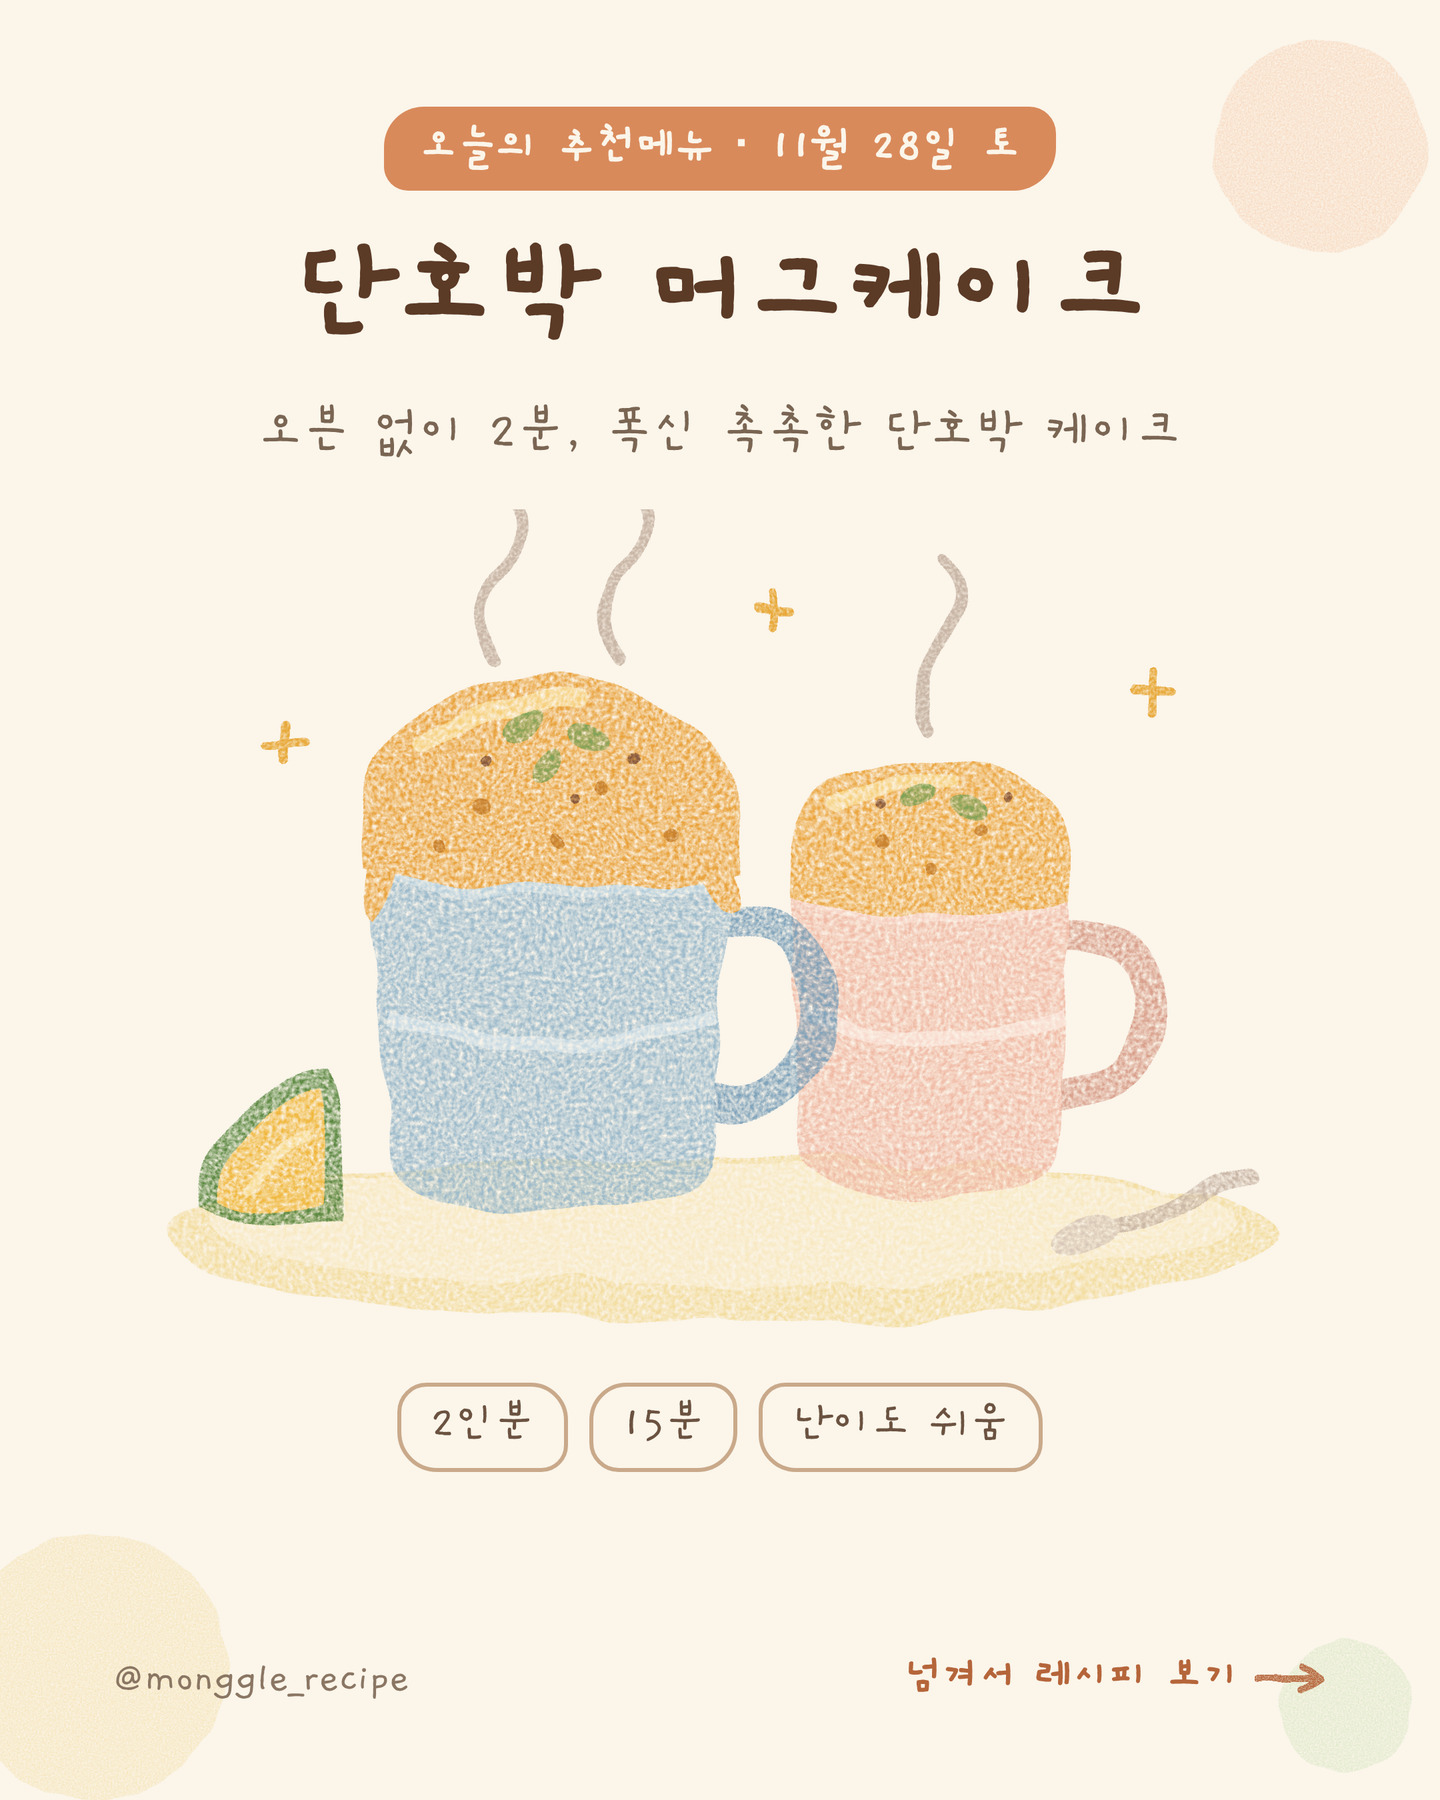 오늘의 추천메뉴 · 11월 28일 토
단호박 머그케이크
오븐 없이 2분, 폭신 촉촉한 단호박 케이크
2인분 15분 난이도 쉬움
@monggle_recipe 넘겨서 레시피 보기 →